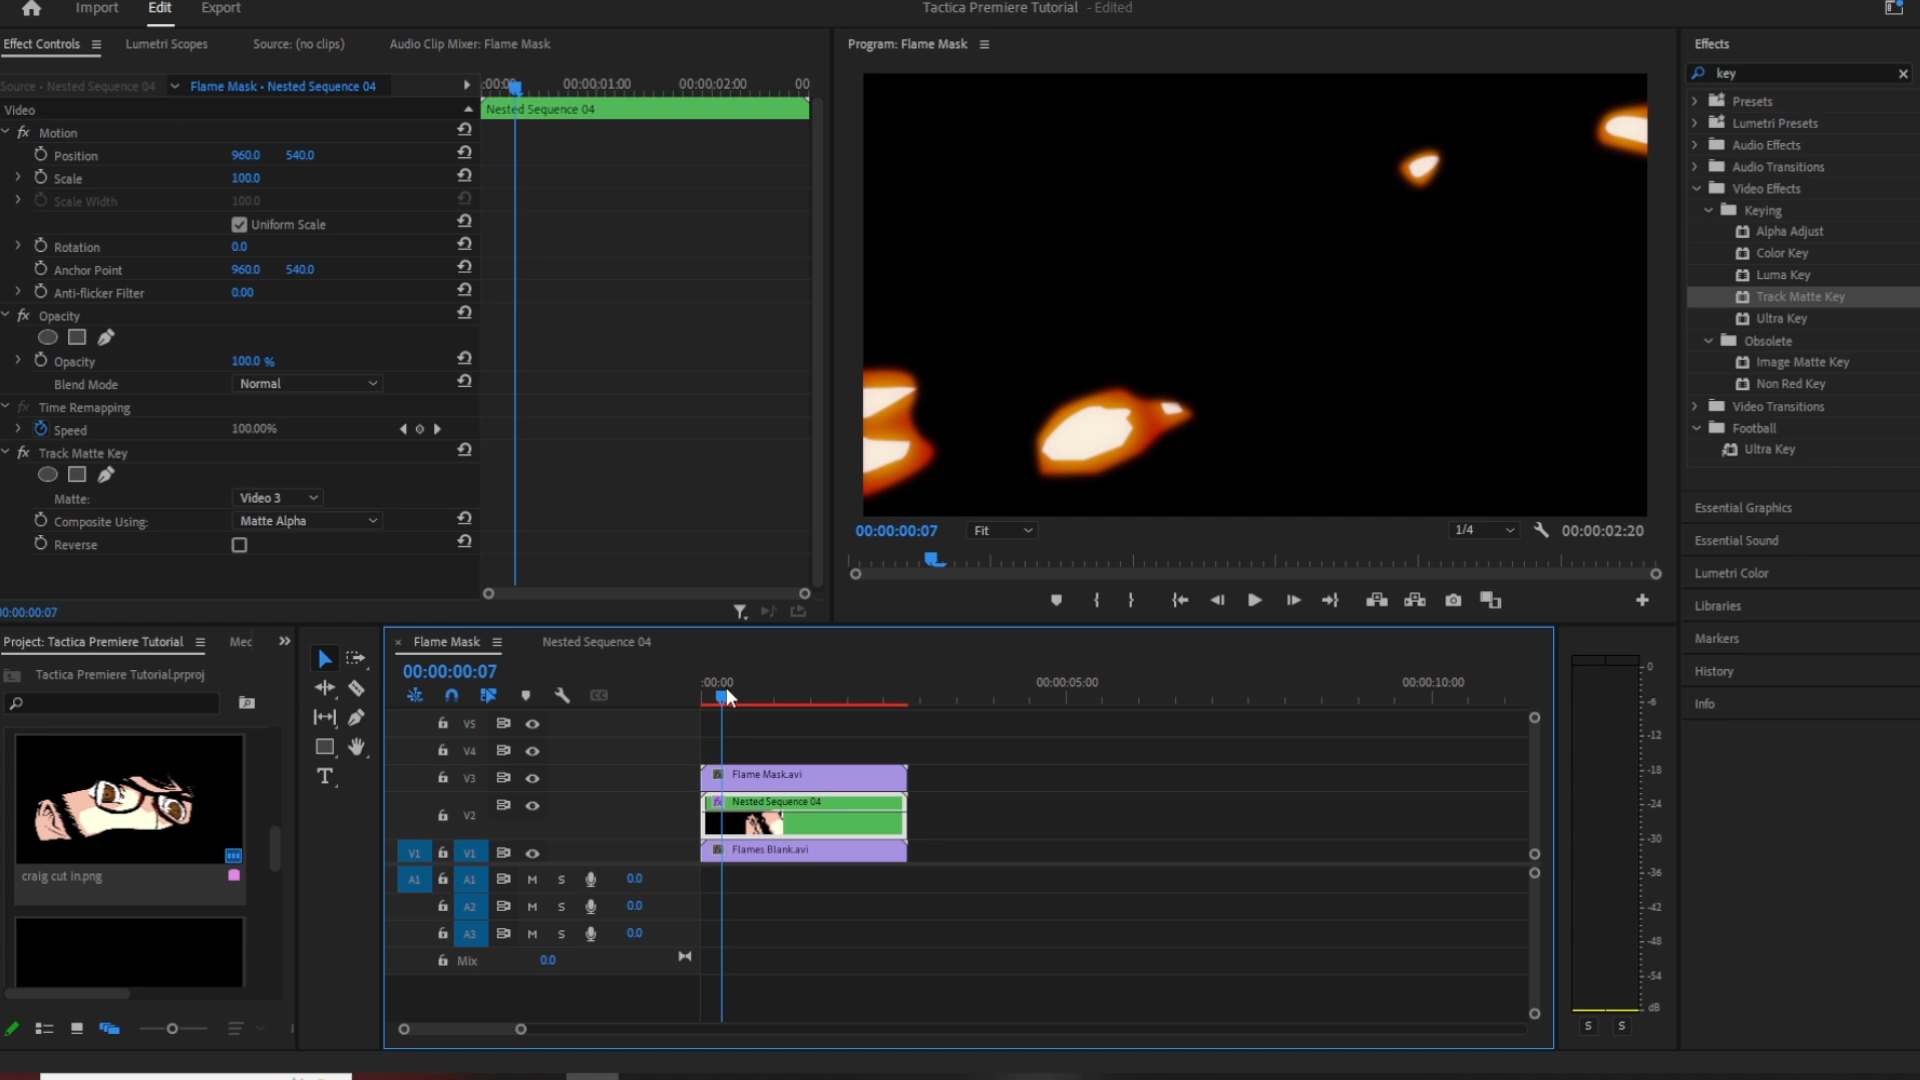 Import Edit Export
Tactica Premiere Tutorial - Edited
Effect Controls Lumetri Scopes Source: (no clips) Audio Clip Mixer: Flame Mask
Source • Nested Sequence 04 Flame Mask • Nested Sequence 04
:00:00 00:00:01:00 00:00:02:00 00
Video
Nested Sequence 04
fx Motion
Position 960.0 540.0
Scale 100.0
Scale Width 100.0
Uniform Scale
Rotation 0.0
Anchor Point 960.0 540.0
Anti-flicker Filter 0.00
fx Opacity
Opacity 100.0 %
Blend Mode Normal
fx Time Remapping
Speed 100.00%
fx Track Matte Key
Matte: Video 3
Composite Using: Matte Alpha
Reverse
0:00:00:07
Program: Flame Mask
00:00:00:07 Fit 1/4 00:00:02:20
Effects
key
Presets
Lumetri Presets
Audio Effects
Audio Transitions
Video Effects
Keying
Alpha Adjust
Color Key
Luma Key
Track Matte Key
Ultra Key
Obsolete
Image Matte Key
Non Red Key
Video Transitions
Football
Ultra Key
Essential Graphics
Essential Sound
Lumetri Color
Libraries
Markers
History
Info
Project: Tactica Premiere Tutorial Mec
Tactica Premiere Tutorial.prproj
craig cut in.png
T
Flame Mask Nested Sequence 04
00:00:00:07
:00:00 00:00:05:00 00:00:10:00
CC
V5
V4
V3 fx Flame Mask.avi
V2 fx Nested Sequence 04
V1 V1 fx Flames Blank.avi
A1 A1 M S 0.0
A2 M S 0.0
A3 M S 0.0
Mix 0.0
0
-6
-12
-18
-24
-30
-36
-42
-48
-54
dB
S S